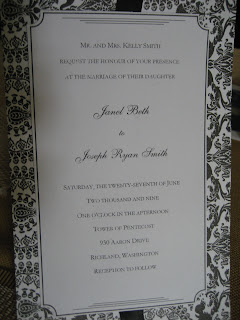 Mr. and Mrs. Kelly Smith
request the honour of your presence
at the marriage of their daughter
Janel Beth
to
Joseph Ryan Smith
Saturday, the twenty-seventh of June
Two thousand and nine
One o'clock in the afternoon
Tower of Pentecost
930 Aaron Drive
Richland, Washington
Reception to follow